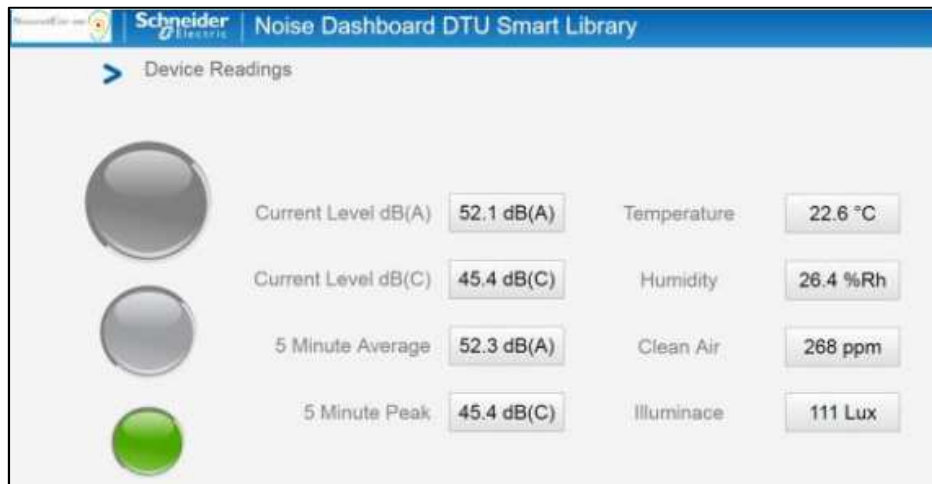 Schneider Electric Noise Dashboard DTU Smart Library
Device Readings
Current Level dB(A) 52.1 dB(A) Temperature 22.6 °C
Current Level dB(C) 45.4 dB(C) Humidity 26.4 %Rh
5 Minute Average 52.3 dB(A) Clean Air 268 ppm
5 Minute Peak 45.4 dB(C) Illuminace 111 Lux